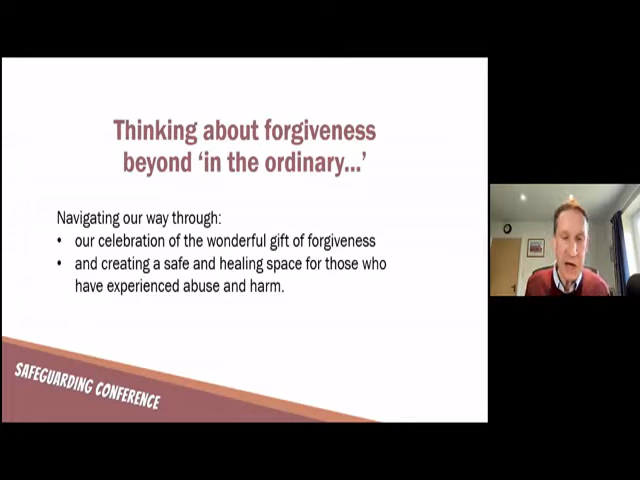 Thinking about forgiveness
beyond ‘in the ordinary...’
Navigating our way through:
• our celebration of the wonderful gift of forgiveness
• and creating a safe and healing space for those who
have experienced abuse and harm.
SAFEGUARDING CONFERENCE